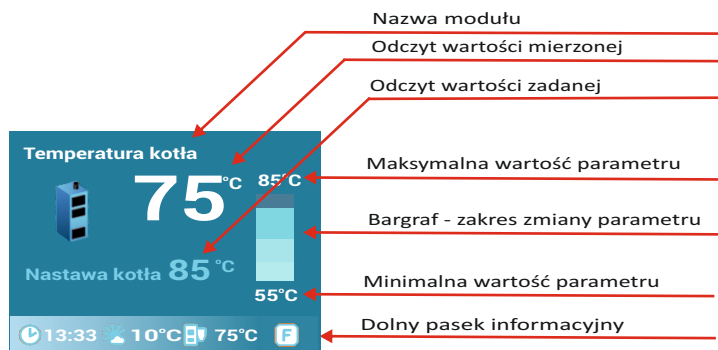 Nazwa modułu
Odczyt wartości mierzonej
Odczyt wartości zadanej
Temperatura kotła
75°C
85°C
Maksymalna wartość parametru
Bargraf - zakres zmiany parametru
Nastawa kotła 85 °C
55°C
Minimalna wartość parametru
13:33 10°C 75°C F
Dolny pasek informacyjny